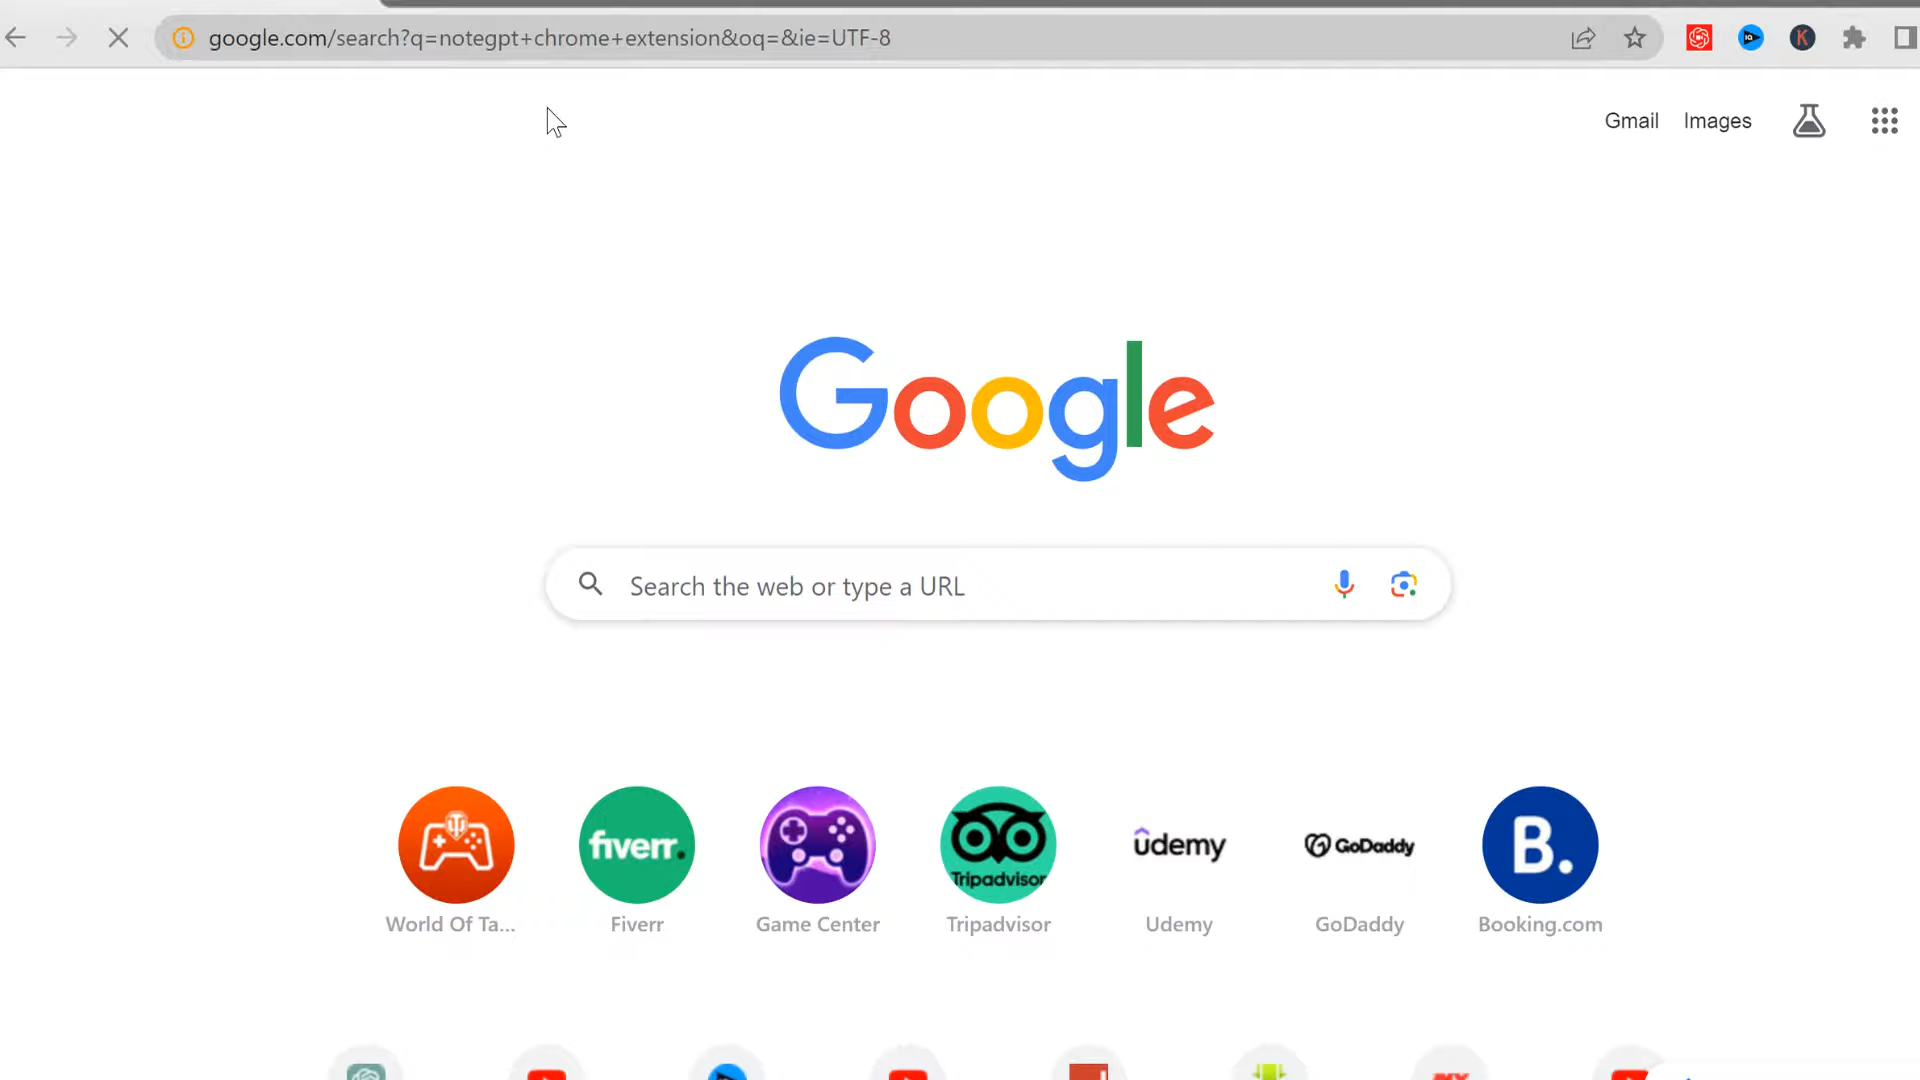 google.com/search?q=notegpt+chrome+extension&oq=&ie=UTF-8
Gmail Images
Google
Search the web or type a URL
fiverr.
Tripadvisor
udemy
GoDaddy
B.
World Of Ta...
Fiverr
Game Center
Tripadvisor
Udemy
GoDaddy
Booking.com